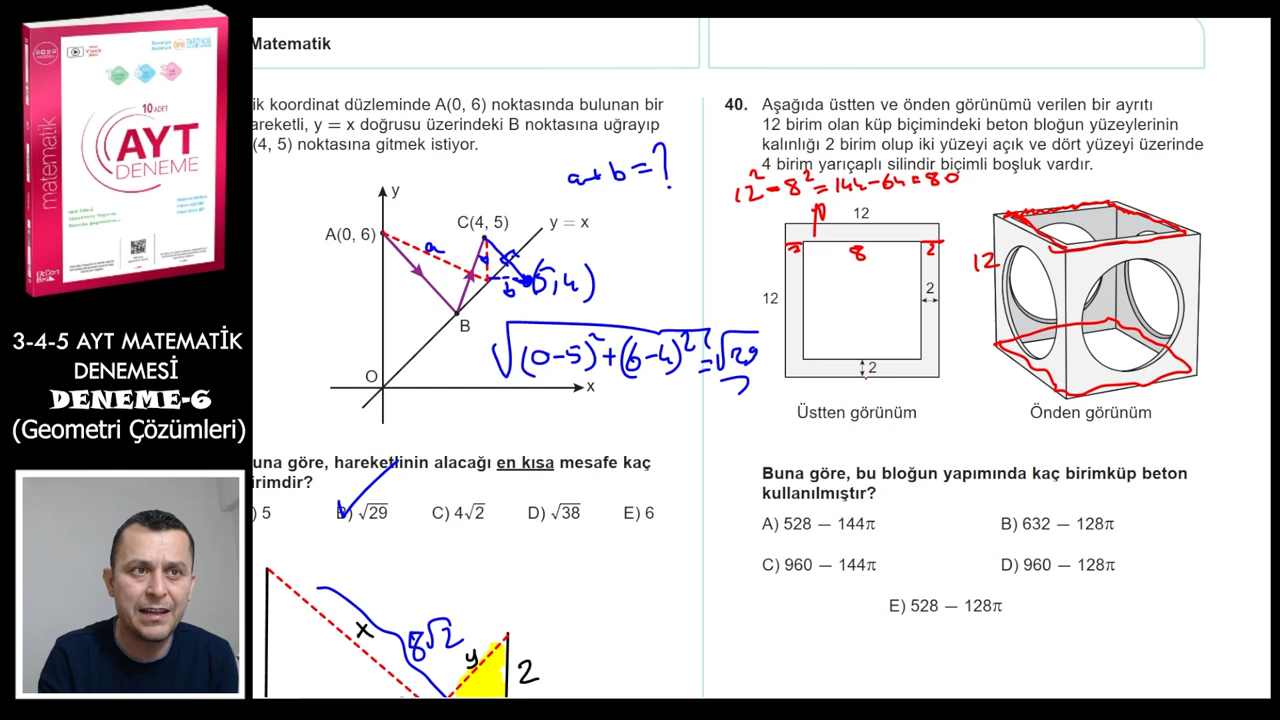 2022
matematik
10 ADET
AYT
DENEME
3-4-5 AYT MATEMATİK
DENEMESİ
DENEME-6
(Geometri Çözümleri)
Matematik
ik koordinat düzleminde A(0, 6) noktasında bulunan bir
areketli, y = x doğrusu üzerindeki B noktasına uğrayıp
(4, 5) noktasına gitmek istiyor.
a+b=?
y
A(0, 6)
C(4, 5)
y = x
a
b
(5,4)
B
√(0-5)²+(6-4)² = √29
O
x
una göre, hareketlinin alacağı en kısa mesafe kaç
irimdir?
) 5
B) √29
C) 4√2
D) √38
E) 6
x
8√2
y
2
40. Aşağıda üstten ve önden görünümü verilen bir ayrıtı
12 birim olan küp biçimindeki beton bloğun yüzeylerinin
kalınlığı 2 birim olup iki yüzeyi açık ve dört yüzeyi üzerinde
4 birim yarıçaplı silindir biçimli boşluk vardır.
12²-8²=144-64=80
12
2
8
2
12
2
2
12
Üstten görünüm
Önden görünüm
Buna göre, bu bloğun yapımında kaç birimküp beton
kullanılmıştır?
A) 528 – 144π
B) 632 – 128π
C) 960 – 144π
D) 960 – 128π
E) 528 – 128π